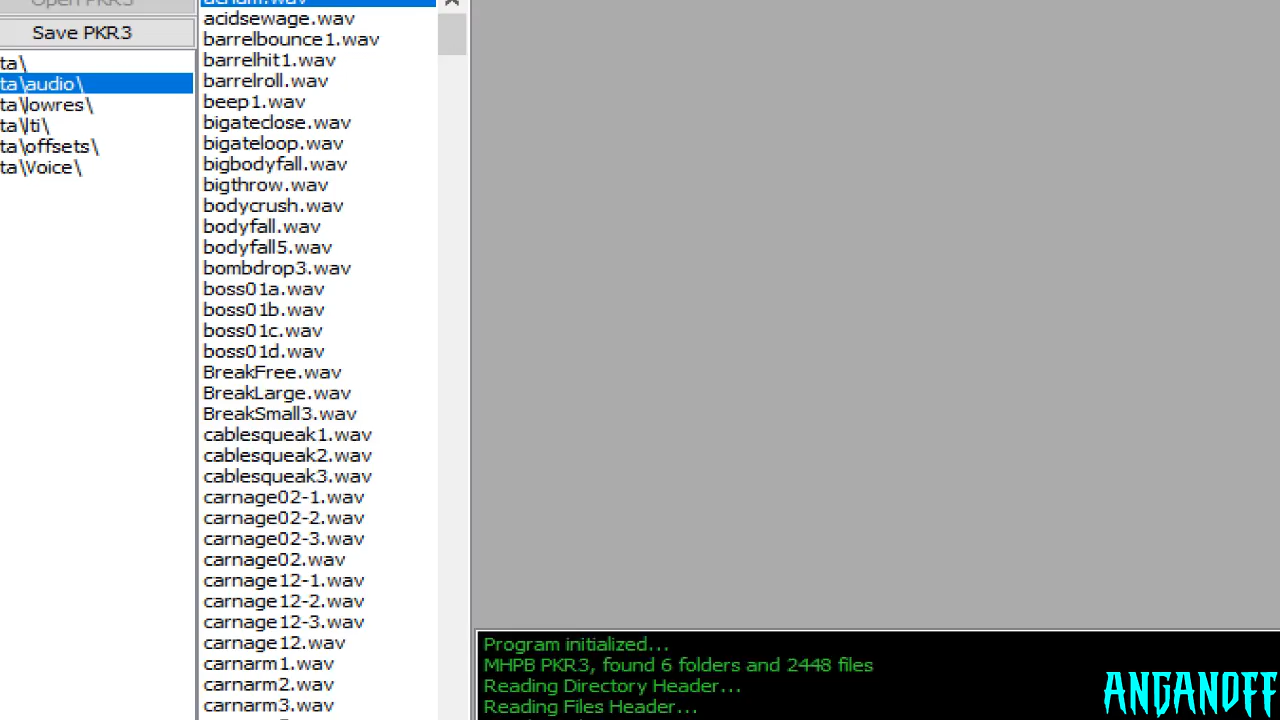 Open PKR3
Save PKR3
ta\
ta\audio\
ta\lowres\
ta\lti\
ta\offsets\
ta\Voice\
acidsewage.wav
barrelbounce1.wav
barrelhit1.wav
barrelroll.wav
beep1.wav
bigateclose.wav
bigateloop.wav
bigbodyfall.wav
bigthrow.wav
bodycrush.wav
bodyfall.wav
bodyfall5.wav
bombdrop3.wav
boss01a.wav
boss01b.wav
boss01c.wav
boss01d.wav
BreakFree.wav
BreakLarge.wav
BreakSmall3.wav
cablesqueak1.wav
cablesqueak2.wav
cablesqueak3.wav
carnage02-1.wav
carnage02-2.wav
carnage02-3.wav
carnage02.wav
carnage12-1.wav
carnage12-2.wav
carnage12-3.wav
carnage12.wav
carnarm1.wav
carnarm2.wav
carnarm3.wav
Program initialized...
MHPB PKR3, found 6 folders and 2448 files
Reading Directory Header...
Reading Files Header...
ANGANOFF